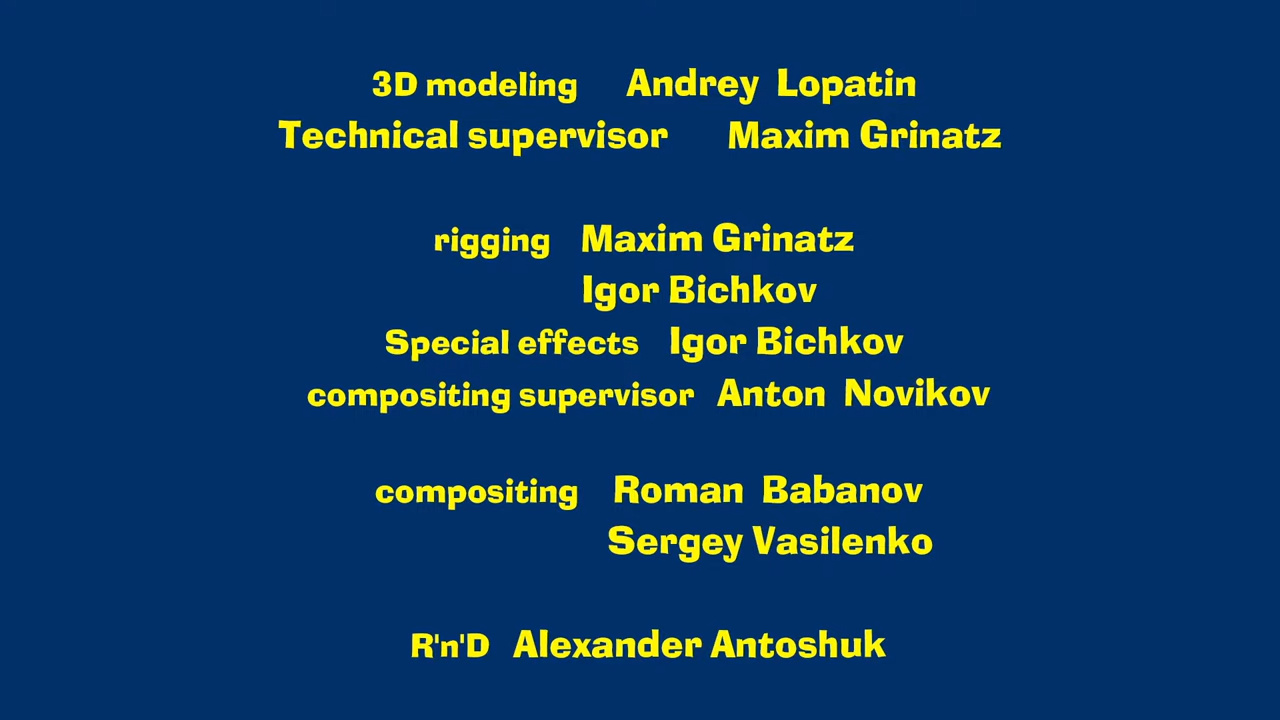 3D modeling Andrey Lopatin
Technical supervisor Maxim Grinatz
rigging Maxim Grinatz
Igor Bichkov
Special effects Igor Bichkov
compositing supervisor Anton Novikov
compositing Roman Babanov
Sergey Vasilenko
R'n'D Alexander Antoshuk